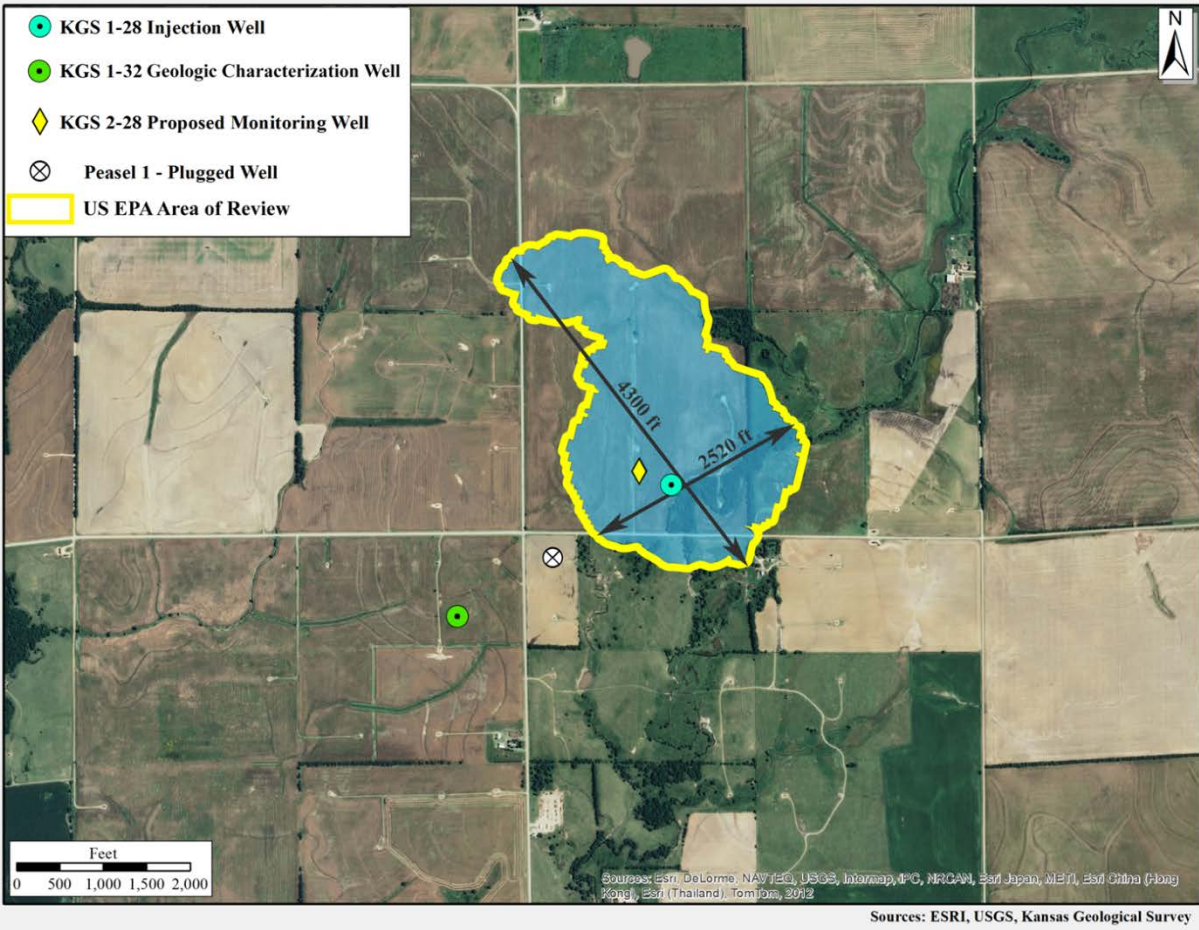 KGS 1-28 Injection Well
KGS 1-32 Geologic Characterization Well
KGS 2-28 Proposed Monitoring Well
Peasel 1 - Plugged Well
US EPA Area of Review
N
4300 ft
2520 ft
Feet
0 500 1,000 1,500 2,000
Sources: Esri, DeLorme, NAVTEQ, USGS, Intermap, iPC, NRCAN, Esri Japan, METI, Esri China (Hong
Kong), Esri (Thailand), TomTom, 2012
Sources: ESRI, USGS, Kansas Geological Survey